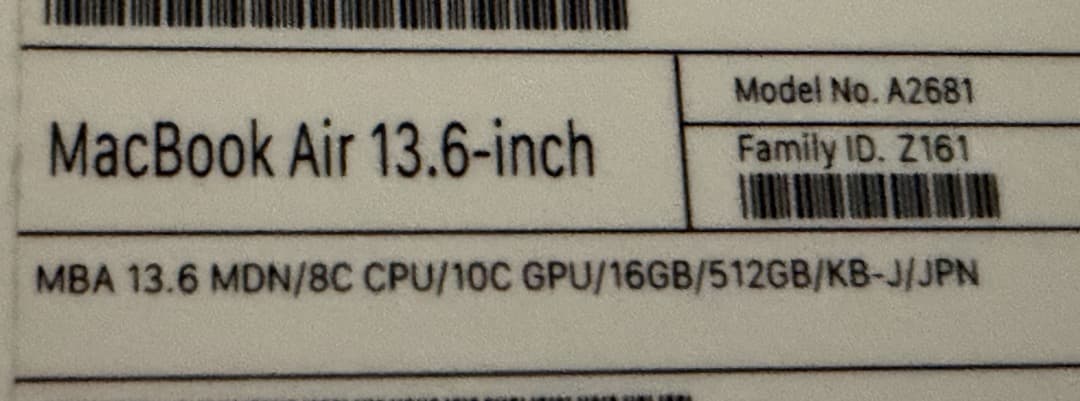 MacBook Air 13.6-inch
Model No. A2681
Family ID. Z161
MBA 13.6 MDN/8C CPU/10C GPU/16GB/512GB/KB-J/JPN